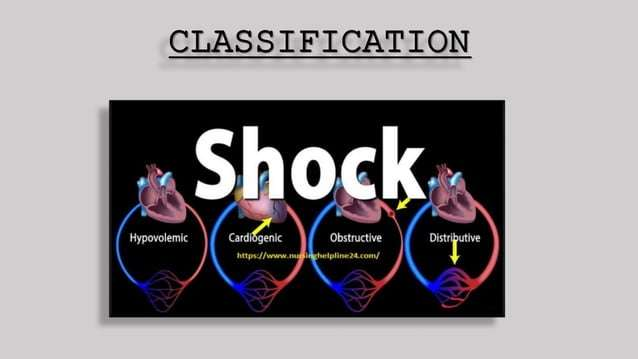 CLASSIFICATION
Shock
Hypovolemic Cardiogenic Obstructive Distributive
https://www.nursinghelpline24.com/